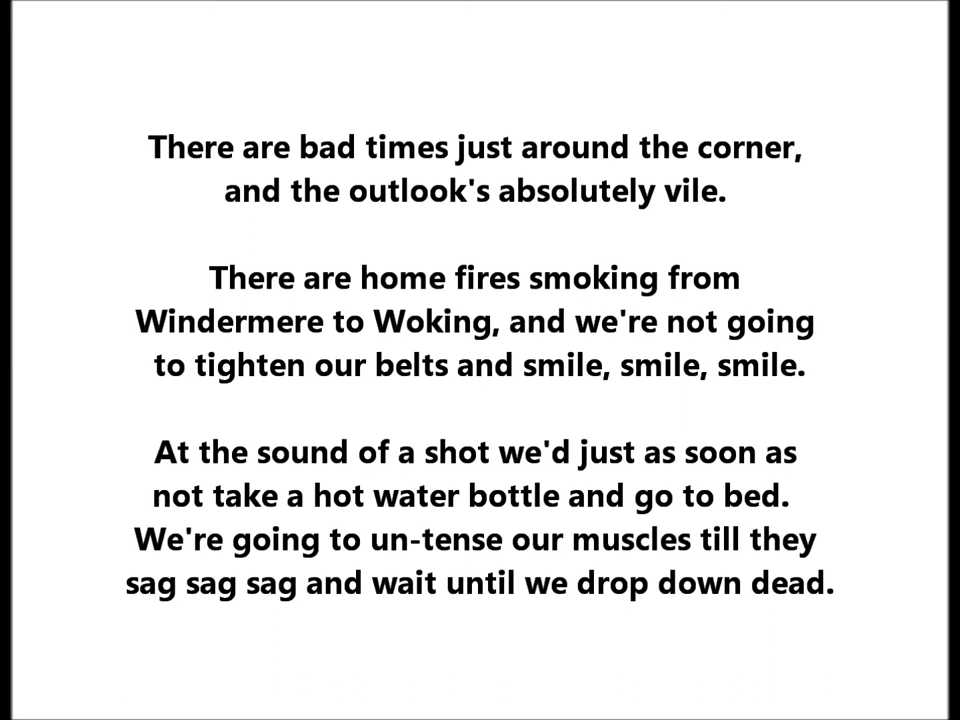 There are bad times just around the corner,
and the outlook's absolutely vile.
There are home fires smoking from
Windermere to Woking, and we're not going
to tighten our belts and smile, smile, smile.
At the sound of a shot we'd just as soon as
not take a hot water bottle and go to bed.
We're going to un-tense our muscles till they
sag sag sag and wait until we drop down dead.